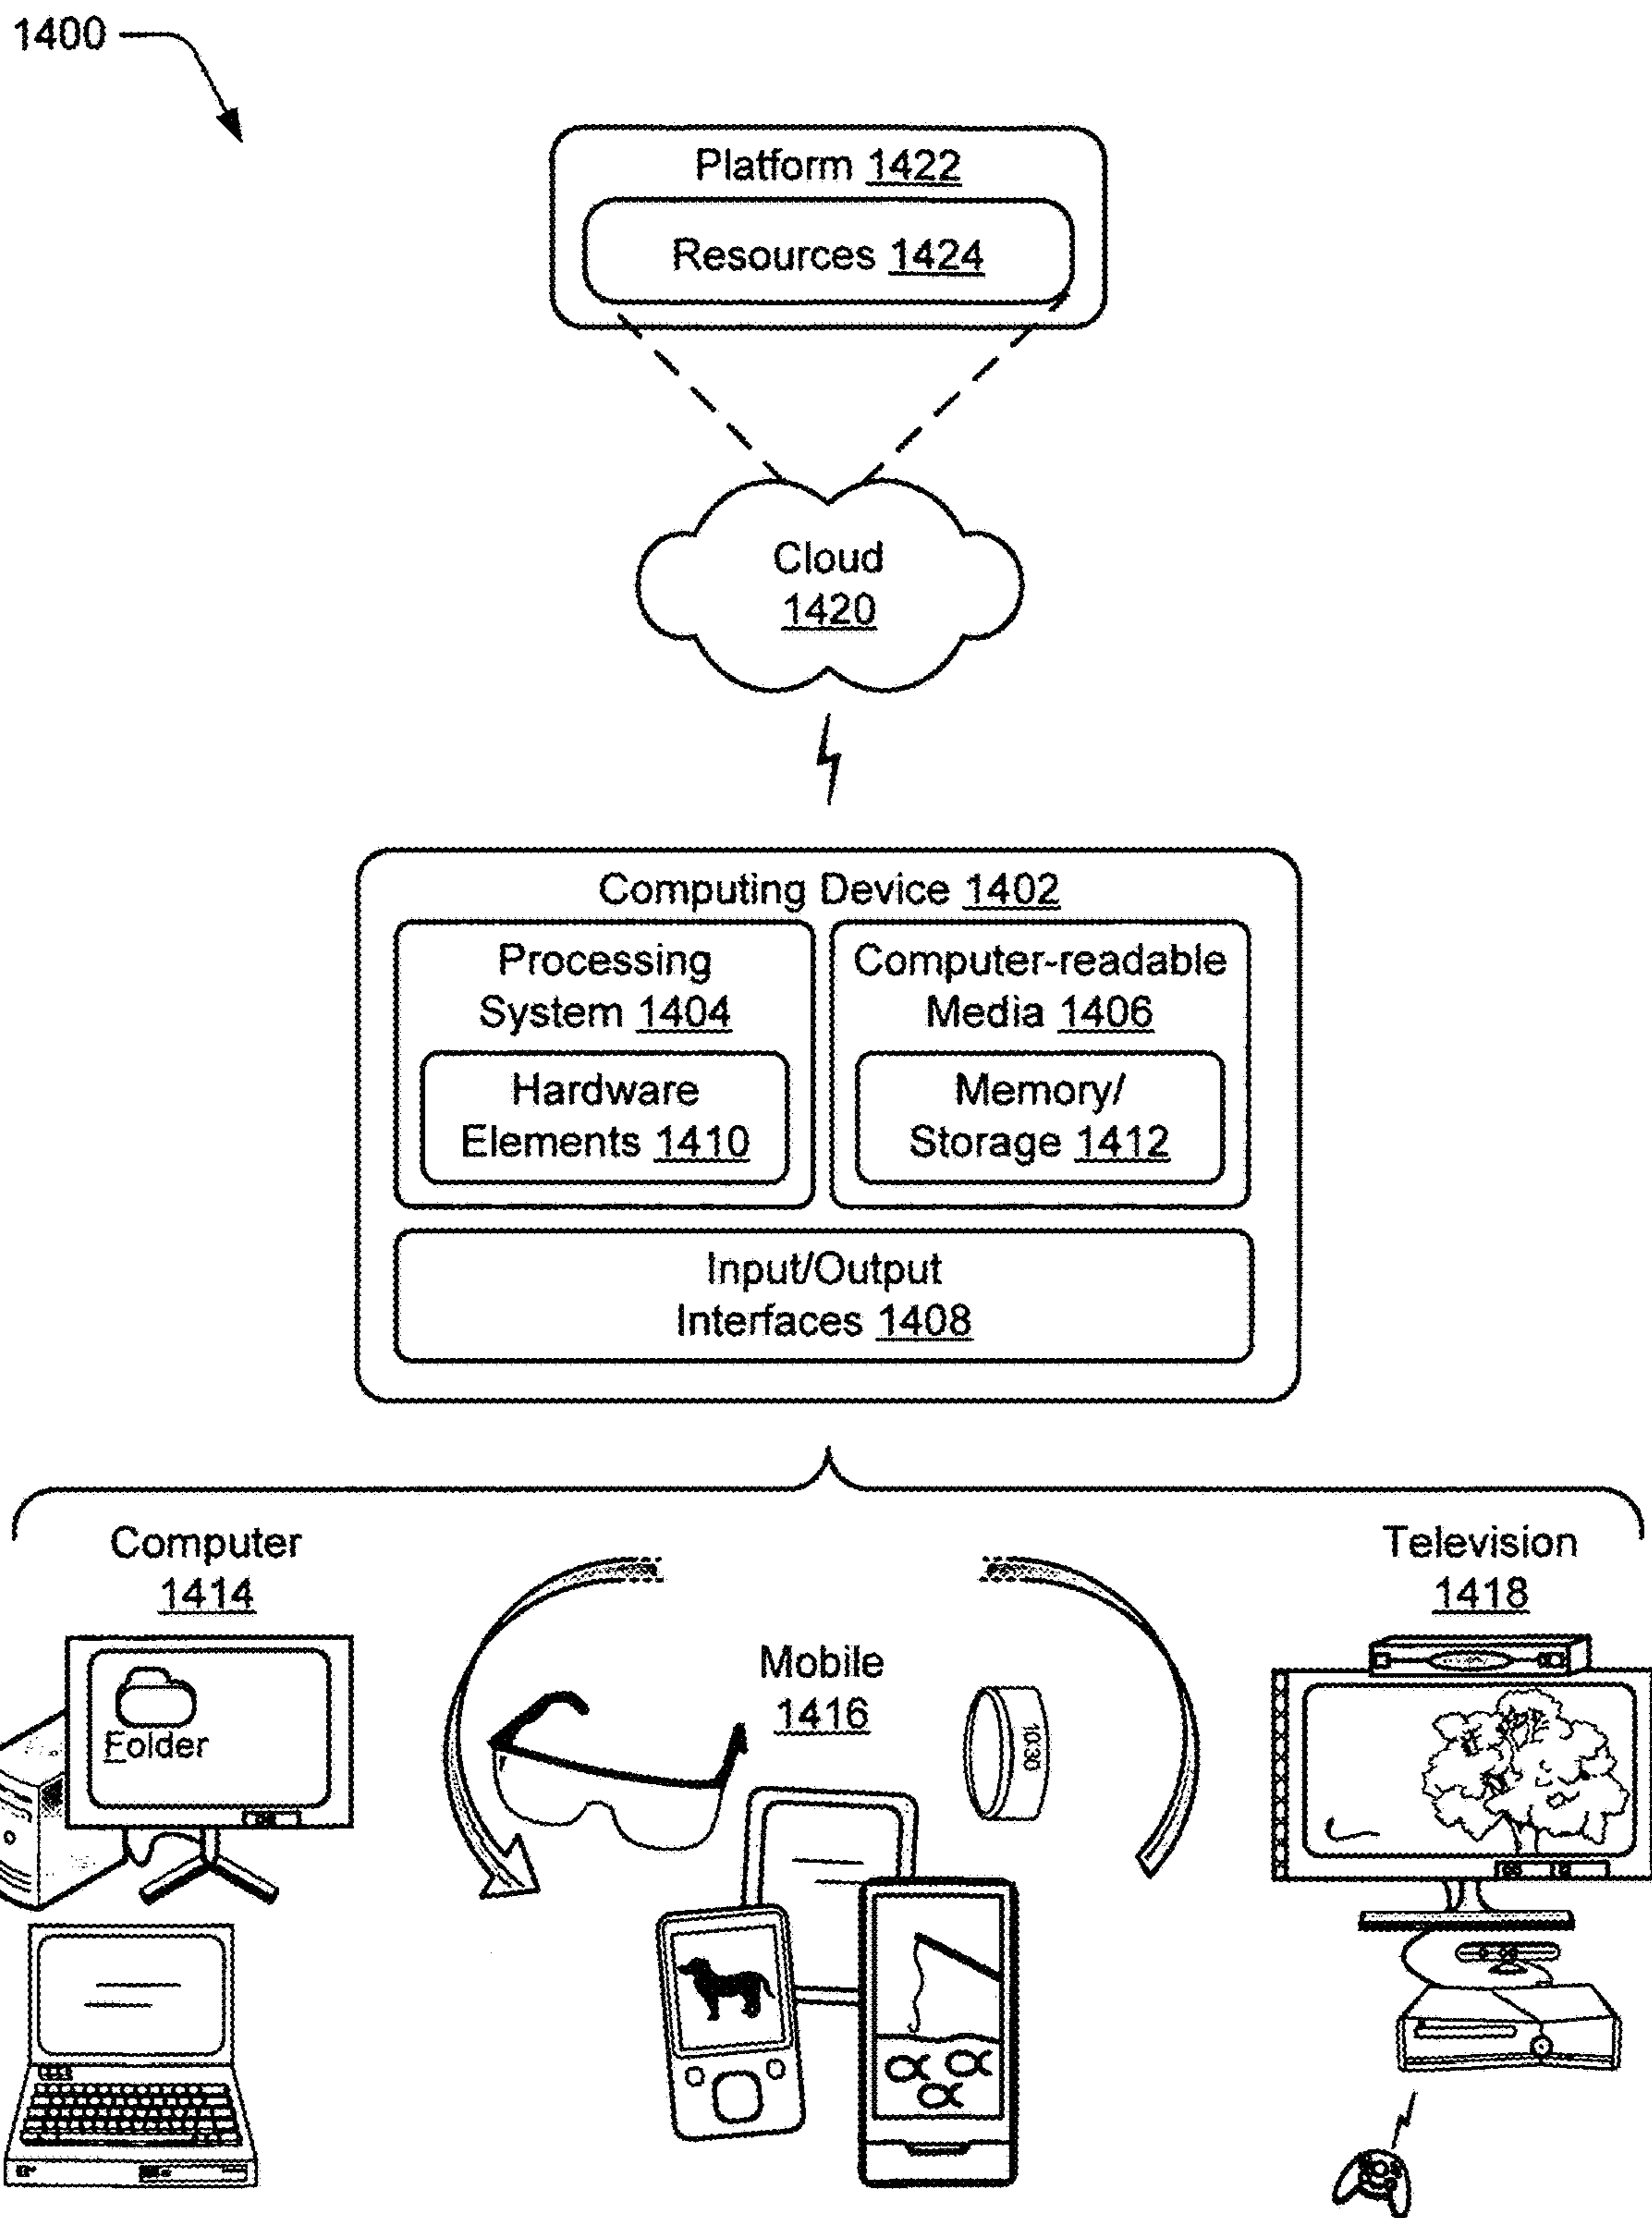 1400
Platform 1422
Resources 1424
Cloud
1420
Computing Device 1402
Processing
System 1404
Computer-readable
Media 1406
Hardware
Elements 1410
Memory/
Storage 1412
Input/Output
Interfaces 1408
Computer
1414
Television
1418
Mobile
1416
Folder
10:30